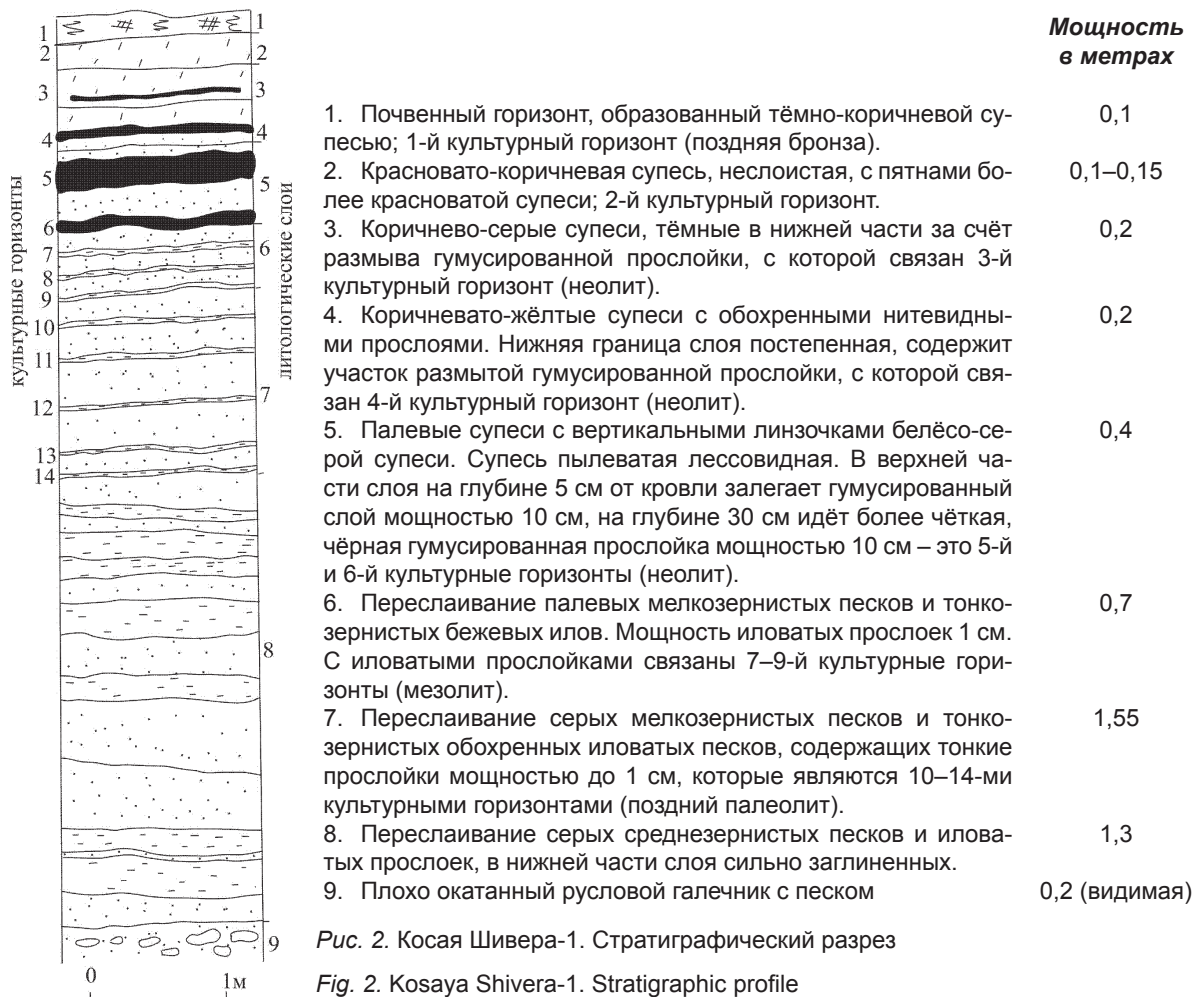 Мощность
в метрах
1. Почвенный горизонт, образованный тёмно-коричневой су-
песью; 1-й культурный горизонт (поздняя бронза).
0,1
2. Красновато-коричневая супесь, неслоистая, с пятнами бо-
лее красноватой супеси; 2-й культурный горизонт.
0,1–0,15
3. Коричнево-серые супеси, тёмные в нижней части за счёт
размыва гумусированной прослойки, с которой связан 3-й
культурный горизонт (неолит).
0,2
4. Коричневато-жёлтые супеси с обохренными нитевидны-
ми прослоями. Нижняя граница слоя постепенная, содержит
участок размытой гумусированной прослойки, с которой свя-
зан 4-й культурный горизонт (неолит).
0,2
5. Палевые супеси с вертикальными линзочками белёсо-се-
рой супеси. Супесь пылеватая лессовидная. В верхней ча-
сти слоя на глубине 5 см от кровли залегает гумусированный
слой мощностью 10 см, на глубине 30 см идёт более чёткая,
чёрная гумусированная прослойка мощностью 10 см – это 5-й
и 6-й культурные горизонты (неолит).
0,4
6. Переслаивание палевых мелкозернистых песков и тонко-
зернистых бежевых илов. Мощность иловатых прослоек 1 см.
С иловатыми прослойками связаны 7–9-й культурные гори-
зонты (мезолит).
0,7
7. Переслаивание серых мелкозернистых песков и тонко-
зернистых обохренных иловатых песков, содержащих тонкие
прослойки мощностью до 1 см, которые являются 10–14-ми
культурными горизонтами (поздний палеолит).
1,55
8. Переслаивание серых среднезернистых песков и илова-
тых прослоек, в нижней части слоя сильно заглиненных.
1,3
9. Плохо окатанный русловой галечник с песком
0,2 (видимая)
Рис. 2. Косая Шивера-1. Стратиграфический разрез
Fig. 2. Kosaya Shivera-1. Stratigraphic profile
культурные горизонты
1
2
3
4
5
6
7
8
9
10
11
12
13
14
литологические слои
1
2
3
4
5
6
7
8
9
0 1м